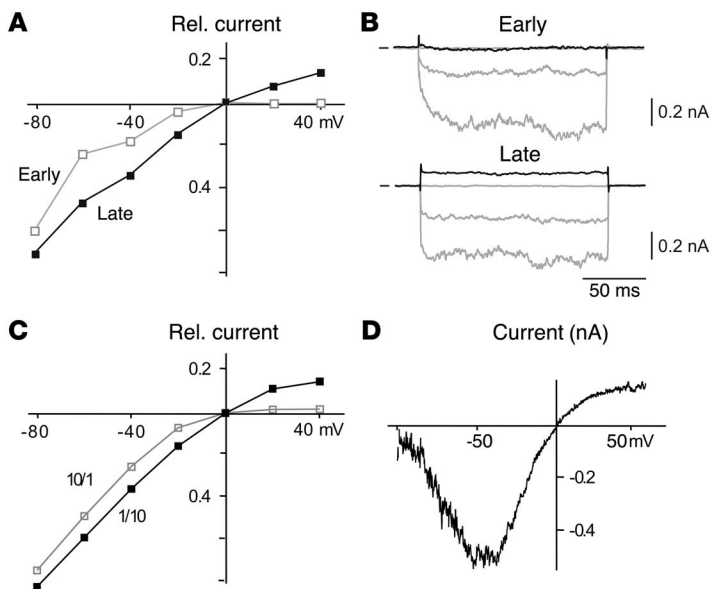 A
Rel. current
0.2
-80
-40
40 mV
Early
Late
0.4
B
Early
0.2 nA
Late
0.2 nA
50 ms
C
Rel. current
0.2
-80
-40
40 mV
10/1
1/10
0.4
D
Current (nA)
-50
50mV
-0.2
-0.4